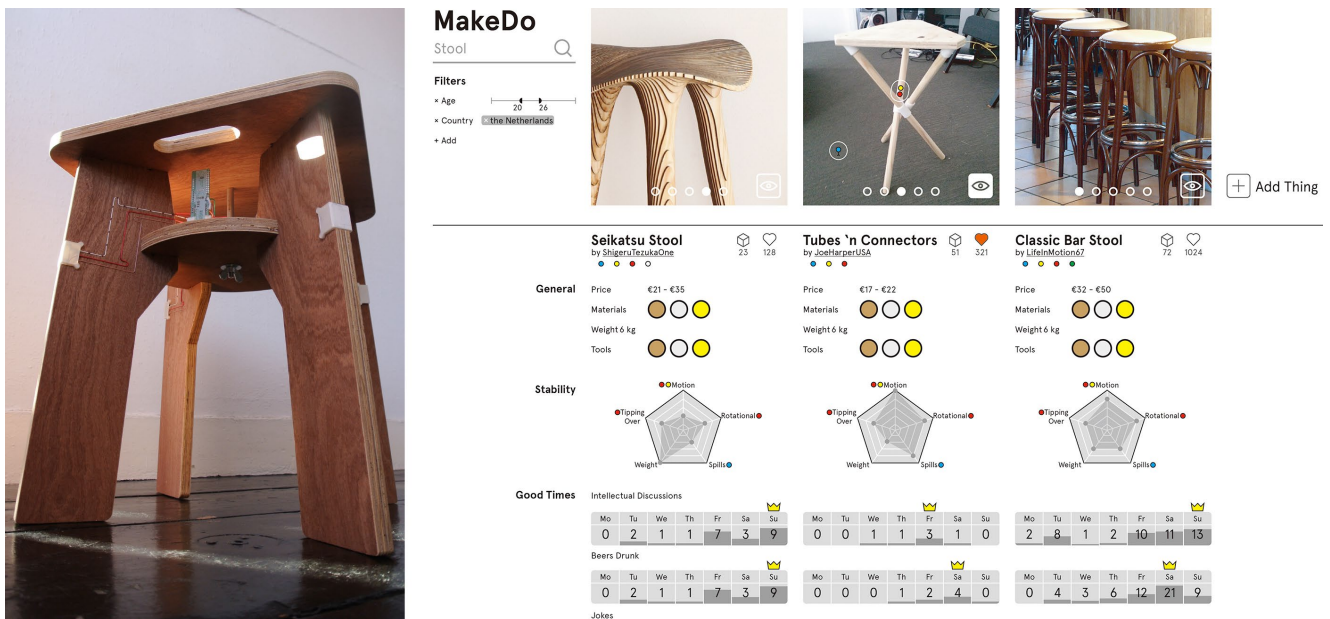 MakeDo
Stool
Filters
× Age
20 26
× Country × the Netherlands
+ Add
+ Add Thing
Seikatsu Stool
by ShigeruTezukaOne
23 128
Tubes 'n Connectors
by JoeHarperUSA
51 321
Classic Bar Stool
by LifeInMotion67
72 1024
General
Price €21 - €35
Materials
Weight 6 kg
Tools
Price €17 - €22
Materials
Weight 6 kg
Tools
Price €32 - €50
Materials
Weight 6 kg
Tools
Stability
Motion
Rotational
Spills
Weight
Tipping
Over
Motion
Rotational
Spills
Weight
Tipping
Over
Motion
Rotational
Spills
Weight
Tipping
Over
Good Times
Intellectual Discussions
Mo Tu We Th Fr Sa Su
0 2 1 1 7 3 9
Mo Tu We Th Fr Sa Su
0 0 1 1 3 1 0
Mo Tu We Th Fr Sa Su
2 8 1 2 10 11 13
Beers Drunk
Mo Tu We Th Fr Sa Su
0 2 1 1 7 3 9
Mo Tu We Th Fr Sa Su
0 0 0 1 2 4 0
Mo Tu We Th Fr Sa Su
0 4 3 6 12 21 9
Jokes